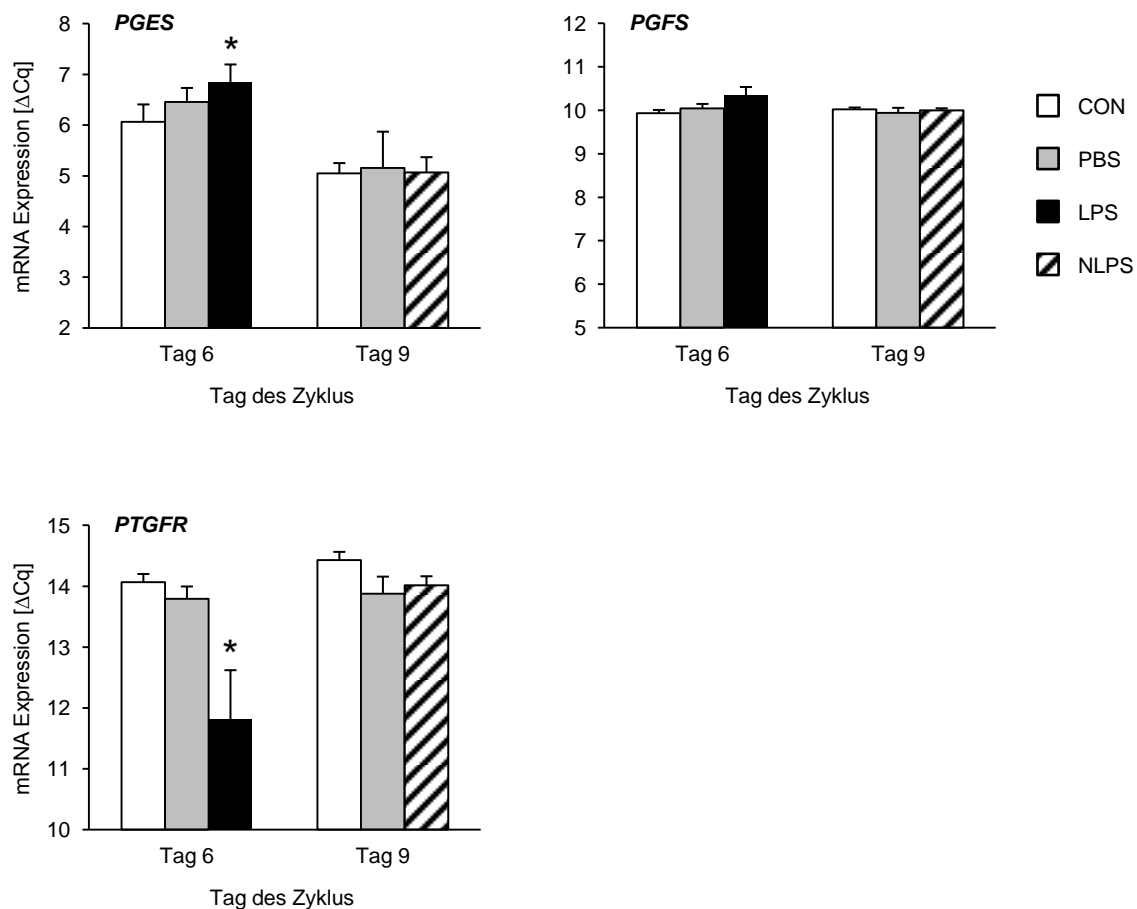 PGES
mRNA Expression [ΔCq]
8
7
6
5
4
3
2
*
Tag 6
Tag 9
Tag des Zyklus
PGFS
12
11
10
9
8
7
6
5
Tag 6
Tag 9
Tag des Zyklus
CON
PBS
LPS
NLPS
PTGFR
mRNA Expression [ΔCq]
15
14
13
12
11
10
*
Tag 6
Tag 9
Tag des Zyklus